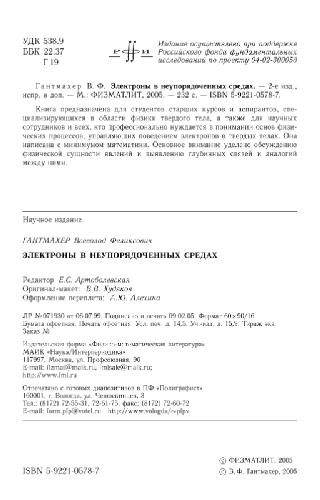 УДК 538.9
ББК 22.37
Г 19
Издание осуществлено при поддержке
Российского фонда фундаментальных
исследований по проекту 04-02-30005δ
Гантмахер В. Ф. Электроны в неупорядоченных средах. — 2-е изд.,
испр. и доп. — М.: ФИЗМАТЛИТ, 2005. — 232 с. — ISBN 5-9221-0578-7.
Книга предназначена для студентов старших курсов и аспирантов, спе-
циализирующихся в области физики твердого тела, а также для научных
сотрудников и всех, кто профессионально нуждается в понимании основ физи-
ческих процессов, управляющих поведением электронов в твердых телах. Она
написана с минимумом математики. Основное внимание уделено обсуждению
физической сущности явлений и выявлению глубинных связей и аналогий
между ними.
Научное издание
ГАНТМАХЕР Всеволод Феликсович
ЭЛЕКТРОНЫ В НЕУПОРЯДОЧЕННЫХ СРЕДАХ
Редактор Е.С. Артоболевская
Оригинал-макет: В.В. Худяков
Оформление переплета: А.Ю. Алехина
ЛР №071930 от 06.07.99. Подписано в печать 09.02.05. Формат 60×90/16
Бумага офсетная. Печать офсетная. Усл. печ. л. 14,5. Уч.-изд. л. Тираж экз.
Заказ №
Издательская фирма «Физико-математическая литература»
МАИК «Наука/Интерпериодика»
117997, Москва, ул. Профсоюзная, 90
E-mail: fizmat@maik.ru, fmlsale@maik.ru;
http://www.fml.ru
Отпечатано с готовых диапозитивов в ПФ «Полиграфист»
160001, г. Вологда, ул. Челюскинцев, 3
Тел.: (8172) 72-55-31, 72-61-75, факс (8172) 72-60-72
E-mail: form.pfp@votel.ru http://www.vologda/~pfpv
ISBN 5-9221-0578-7
© ФИЗМАТЛИТ, 2005
© В.Ф. Гантмахер, 2005